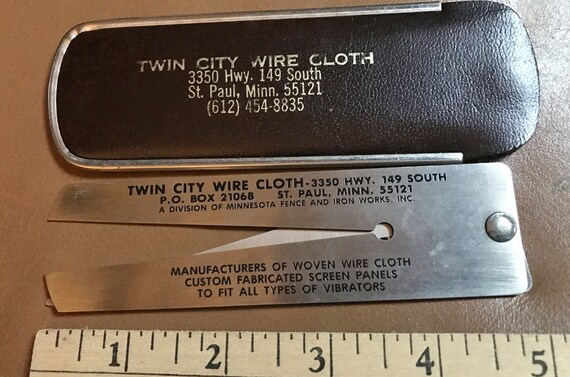 TWIN CITY WIRE CLOTH
3350 Hwy. 149 South
St. Paul, Minn. 55121
(612) 454-8835
TWIN CITY WIRE CLOTH-3350 HWY. 149 SOUTH
P.O. BOX 21068 ST. PAUL, MINN. 55121
A DIVISION OF MINNESOTA FENCE AND IRON WORKS, INC.
MANUFACTURERS OF WOVEN WIRE CLOTH
CUSTOM FABRICATED SCREEN PANELS
TO FIT ALL TYPES OF VIBRATORS
1 2 3 4 5